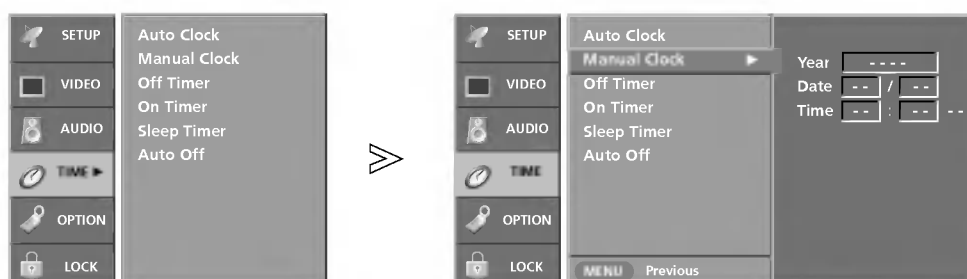 SETUP
VIDEO
AUDIO
TIME
OPTION
LOCK
Auto Clock
Manual Clock
Off Timer
On Timer
Sleep Timer
Auto Off
SETUP
VIDEO
AUDIO
TIME
OPTION
LOCK
Auto Clock
Manual Clock
Off Timer
On Timer
Sleep Timer
Auto Off
MENU Previous
Year - - - -
Date - - / - -
Time - - : - - - -